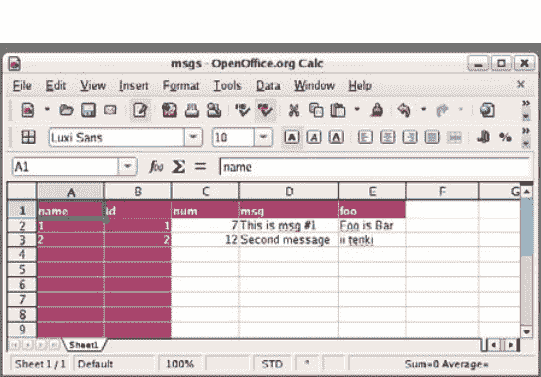 msgs - OpenOffice.org Calc
File Edit View Insert Format Tools Data Window Help
Luxi Sans 10
A1 name
A B C D E F G
1 name id num msg foo
2 1 1 7 This is msg #1 Foo is Bar
3 2 2 12 Second message ii tenki
4
5
6
7
8
9
Sheet1
Sheet 1 / 1 Default 100% STD * Sum=0 Average=